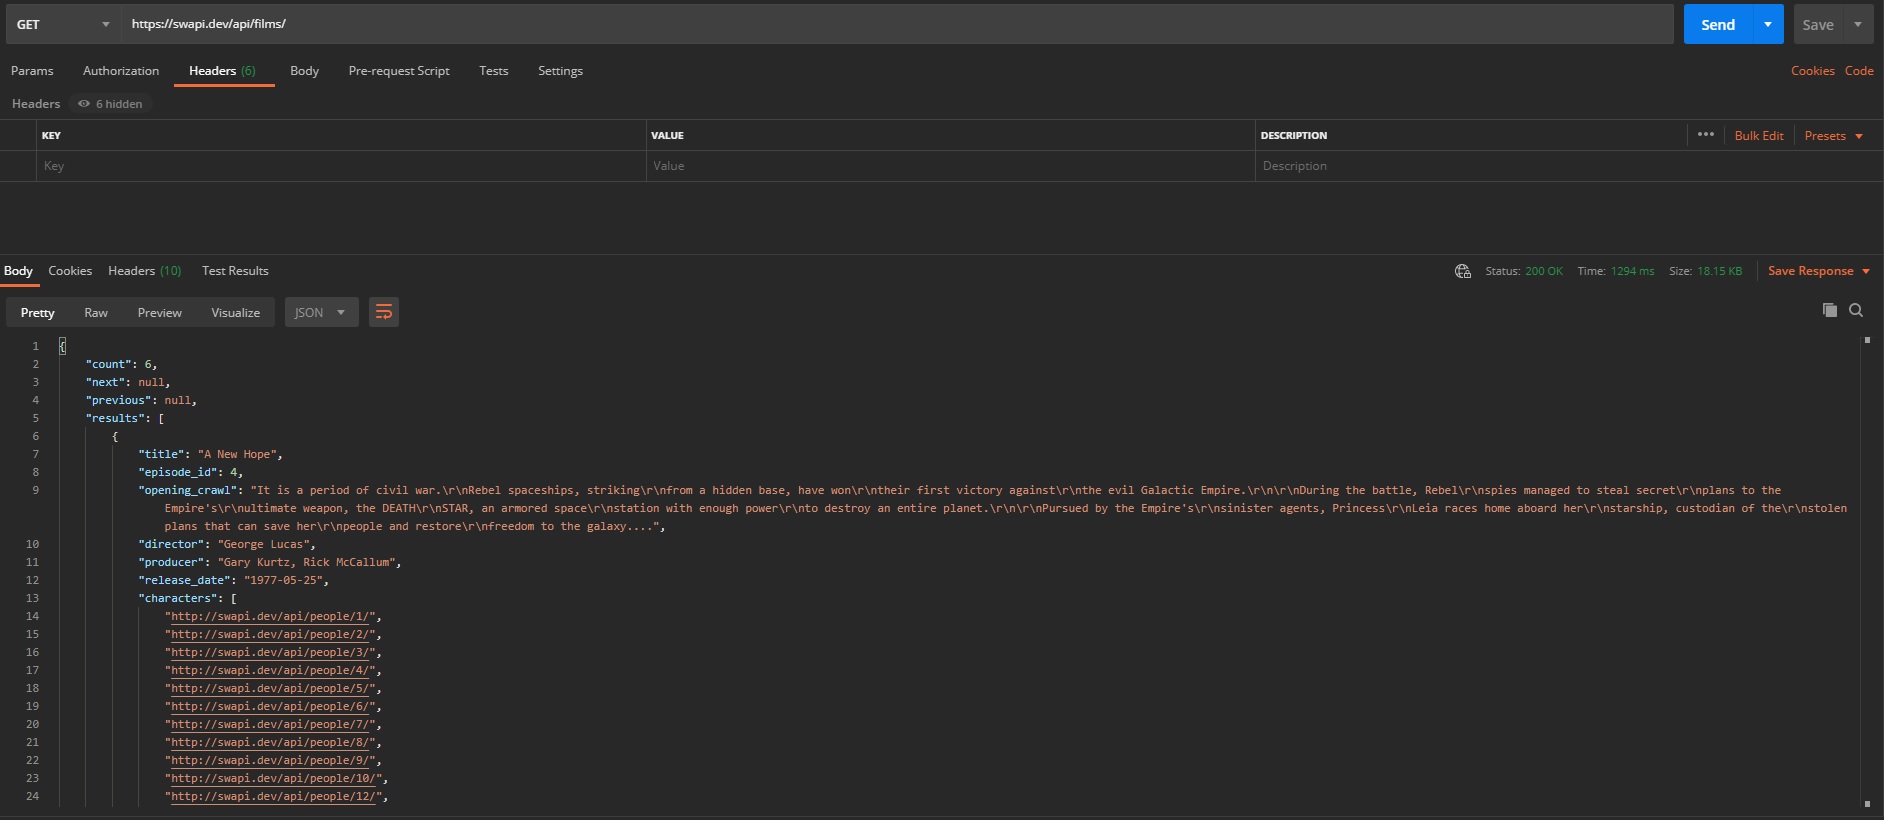 GET https://swapi.dev/api/films/ Send Save
Params Authorization Headers (6) Body Pre-request Script Tests Settings Cookies Code
Headers 6 hidden
KEY VALUE DESCRIPTION ••• Bulk Edit Presets
Key Value Description
Body Cookies Headers (10) Test Results Status: 200 OK Time: 1294 ms Size: 18.15 KB Save Response
Pretty Raw Preview Visualize JSON
1 {
2 "count": 6,
3 "next": null,
4 "previous": null,
5 "results": [
6 {
7 "title": "A New Hope",
8 "episode_id": 4,
9 "opening_crawl": "It is a period of civil war.\r\nRebel spaceships, striking\r\nfrom a hidden base, have won\r\ntheir first victory against\r\nthe evil Galactic Empire.\r\n\r\nDuring the battle, Rebel\r\nspies managed to steal secret\r\nplans to the
Empire's\r\nultimate weapon, the DEATH\r\nSTAR, an armored space\r\nstation with enough power\r\nto destroy an entire planet.\r\n\r\nPursued by the Empire's\r\nsinister agents, Princess\r\nLeia races home aboard her\r\nstarship, custodian of the\r\nstolen
plans that can save her\r\npeople and restore\r\nfreedom to the galaxy....",
10 "director": "George Lucas",
11 "producer": "Gary Kurtz, Rick McCallum",
12 "release_date": "1977-05-25",
13 "characters": [
14 "http://swapi.dev/api/people/1/",
15 "http://swapi.dev/api/people/2/",
16 "http://swapi.dev/api/people/3/",
17 "http://swapi.dev/api/people/4/",
18 "http://swapi.dev/api/people/5/",
19 "http://swapi.dev/api/people/6/",
20 "http://swapi.dev/api/people/7/",
21 "http://swapi.dev/api/people/8/",
22 "http://swapi.dev/api/people/9/",
23 "http://swapi.dev/api/people/10/",
24 "http://swapi.dev/api/people/12/",